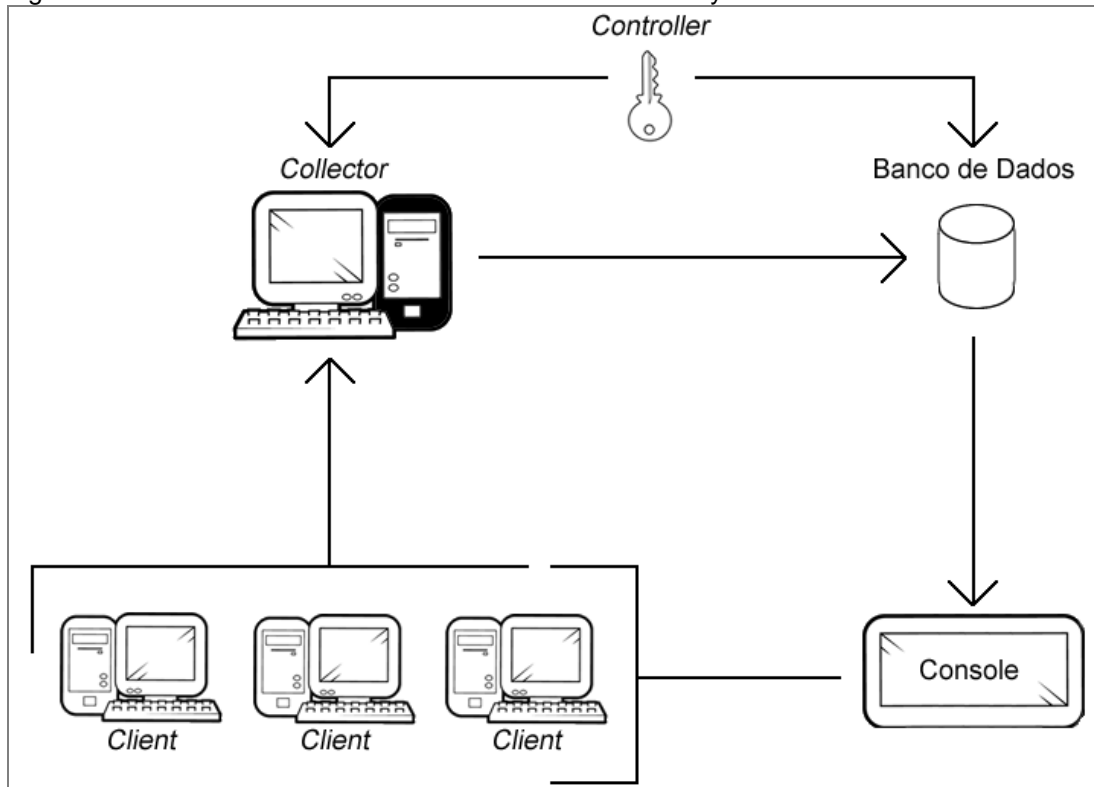 Controller
Collector
Banco de Dados
Console
Client
Client
Client